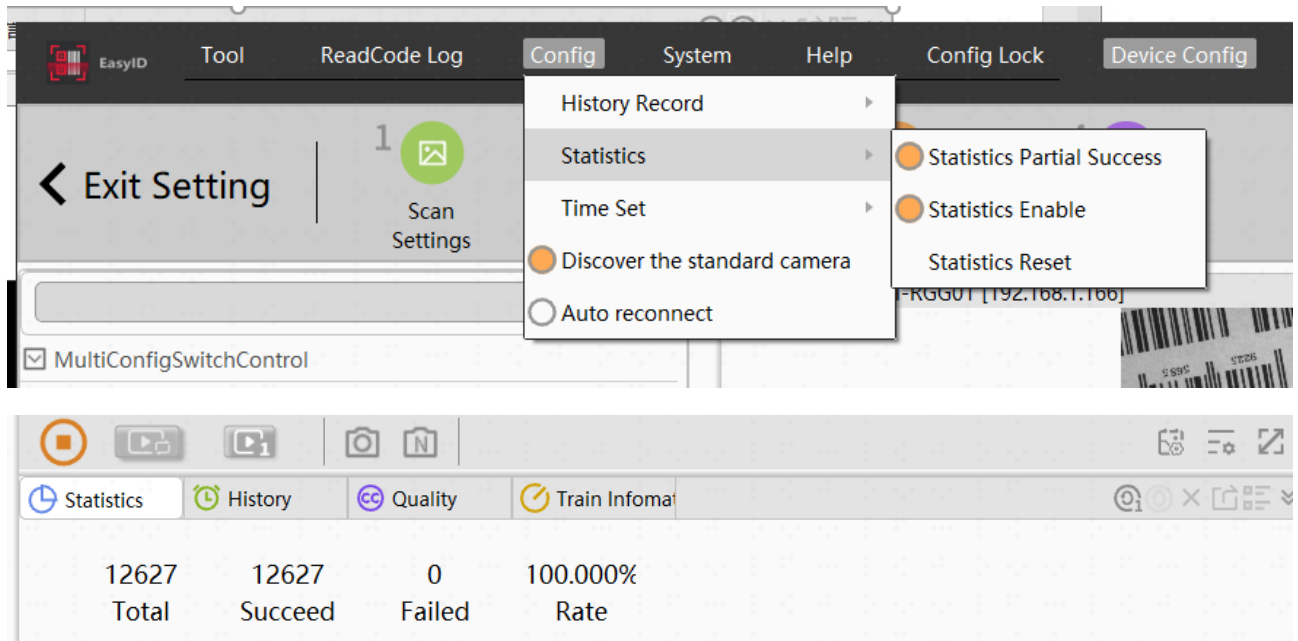 EasyID Tool ReadCode Log Config System Help Config Lock Device Config
History Record
Statistics
Time Set
Discover the standard camera
Auto reconnect
Statistics Partial Success
Statistics Enable
Statistics Reset
Exit Setting
1
Scan
Settings
-RGG01 [192.168.1.166]
MultiConfigSwitchControl
9225
5685
Statistics History Quality Train Infomat
12627 12627 0 100.000%
Total Succeed Failed Rate